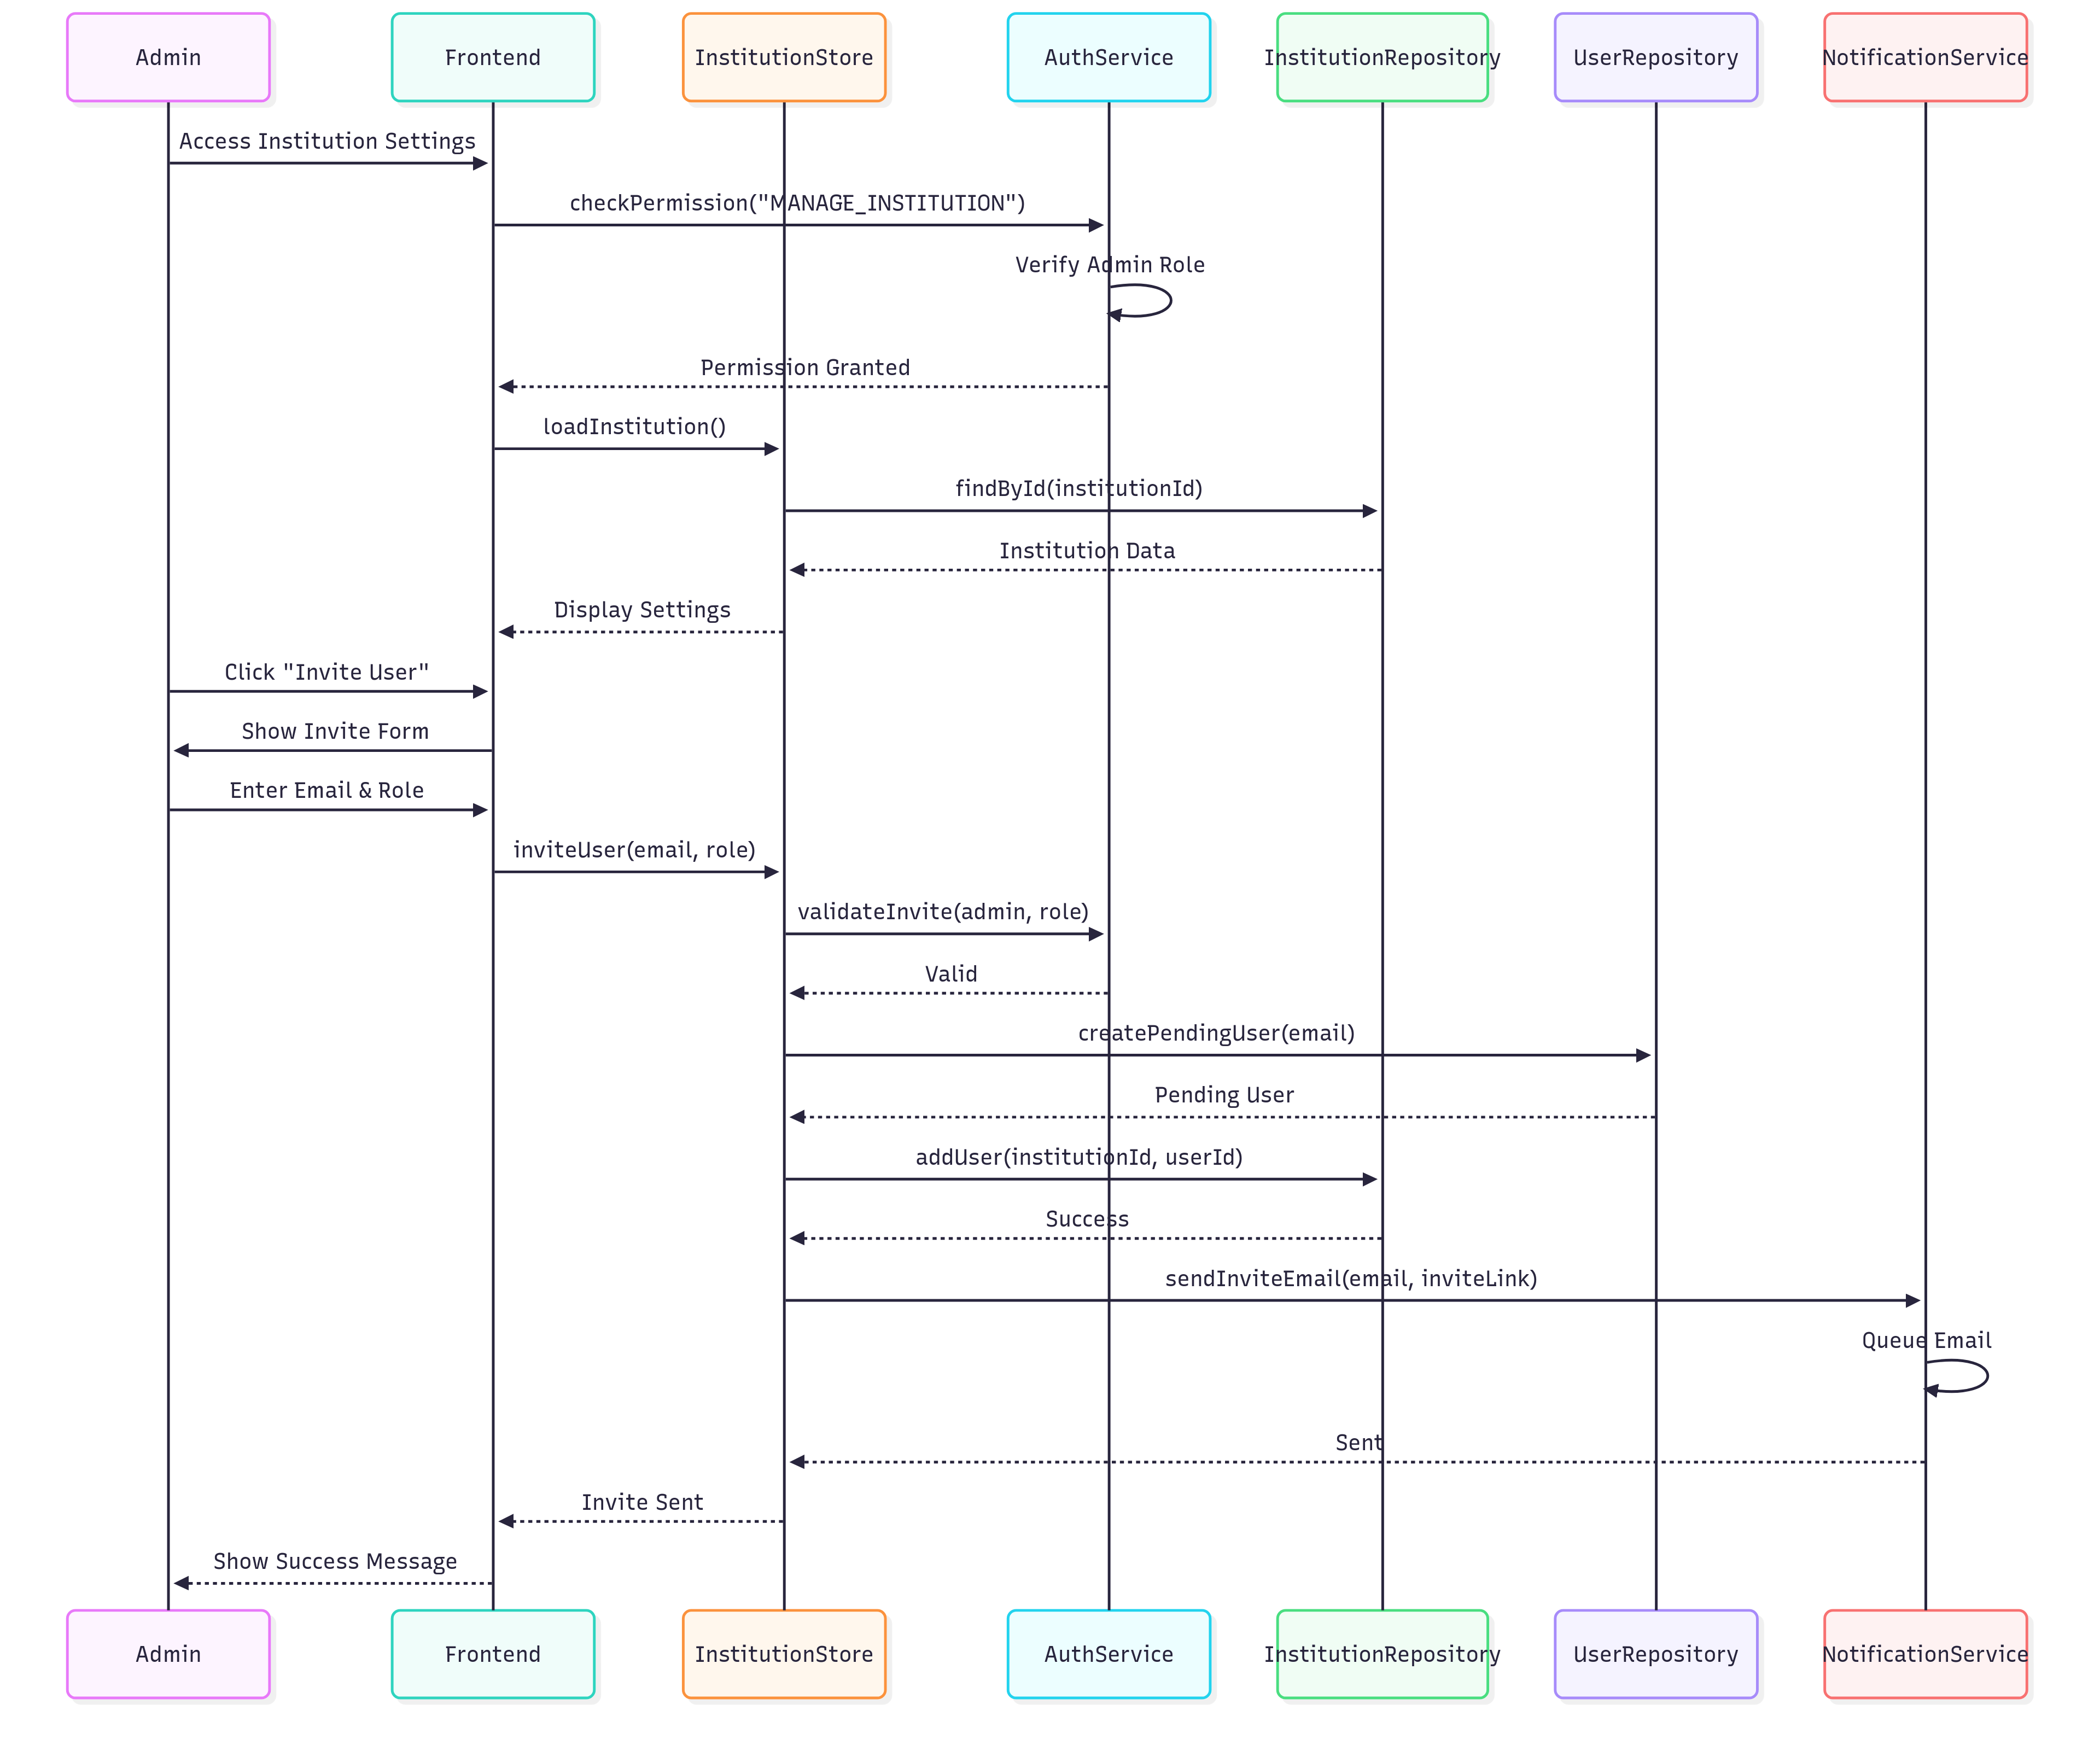 Admin
Frontend
InstitutionStore
AuthService
InstitutionRepository
UserRepository
NotificationService
Access Institution Settings
checkPermission("MANAGE_INSTITUTION")
Verify Admin Role
Permission Granted
loadInstitution()
findById(institutionId)
Institution Data
Display Settings
Click "Invite User"
Show Invite Form
Enter Email & Role
inviteUser(email, role)
validateInvite(admin, role)
Valid
createPendingUser(email)
Pending User
addUser(institutionId, userId)
Success
sendInviteEmail(email, inviteLink)
Queue Email
Sent
Invite Sent
Show Success Message
Admin
Frontend
InstitutionStore
AuthService
InstitutionRepository
UserRepository
NotificationService